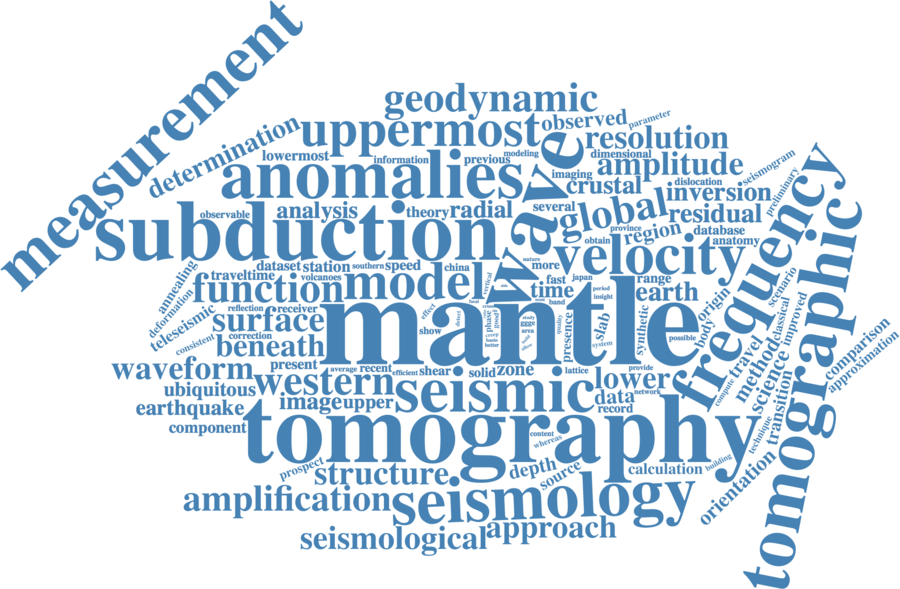 measurement
geodynamic
uppermost
observed
parameter
determination
lowermost
information
previous
modeling
resolution
dimensional
anomalies
wave
imaging
amplitude
seismogram
crustal
dislocation
inversion
preliminary
frequency
subduction
observable
analysis
theory
radial
several
global
residual
province
region
database
obtain
anatomy
velocity
tomographic
annealing
traveltime
dataset
station
volcanoes
southern
speed
china
nature
more
fast
japan
range
function
model
vertical
time
earth
origin
scenario
deformation
reflection
receiver
mantle
surface
correction
teleseismic
consistent
beneath
effect
show
detect
phase
period
insight
band
study
area
quality
presence
slab
system
synthetic
possible
body
classical
improved
travel
method
science
compute
comparison
approximation
waveform
present
average
recent
efficient
shear
solid
zone
lattice
provide
lower
network
data
record
ubiquitous
western
seismic
image
upper
earthquake
component
tomography
content
whereas
transition
technique
building
orientation
prospect
structure
depth
source
calculation
amplification
seismology
seismological
approach